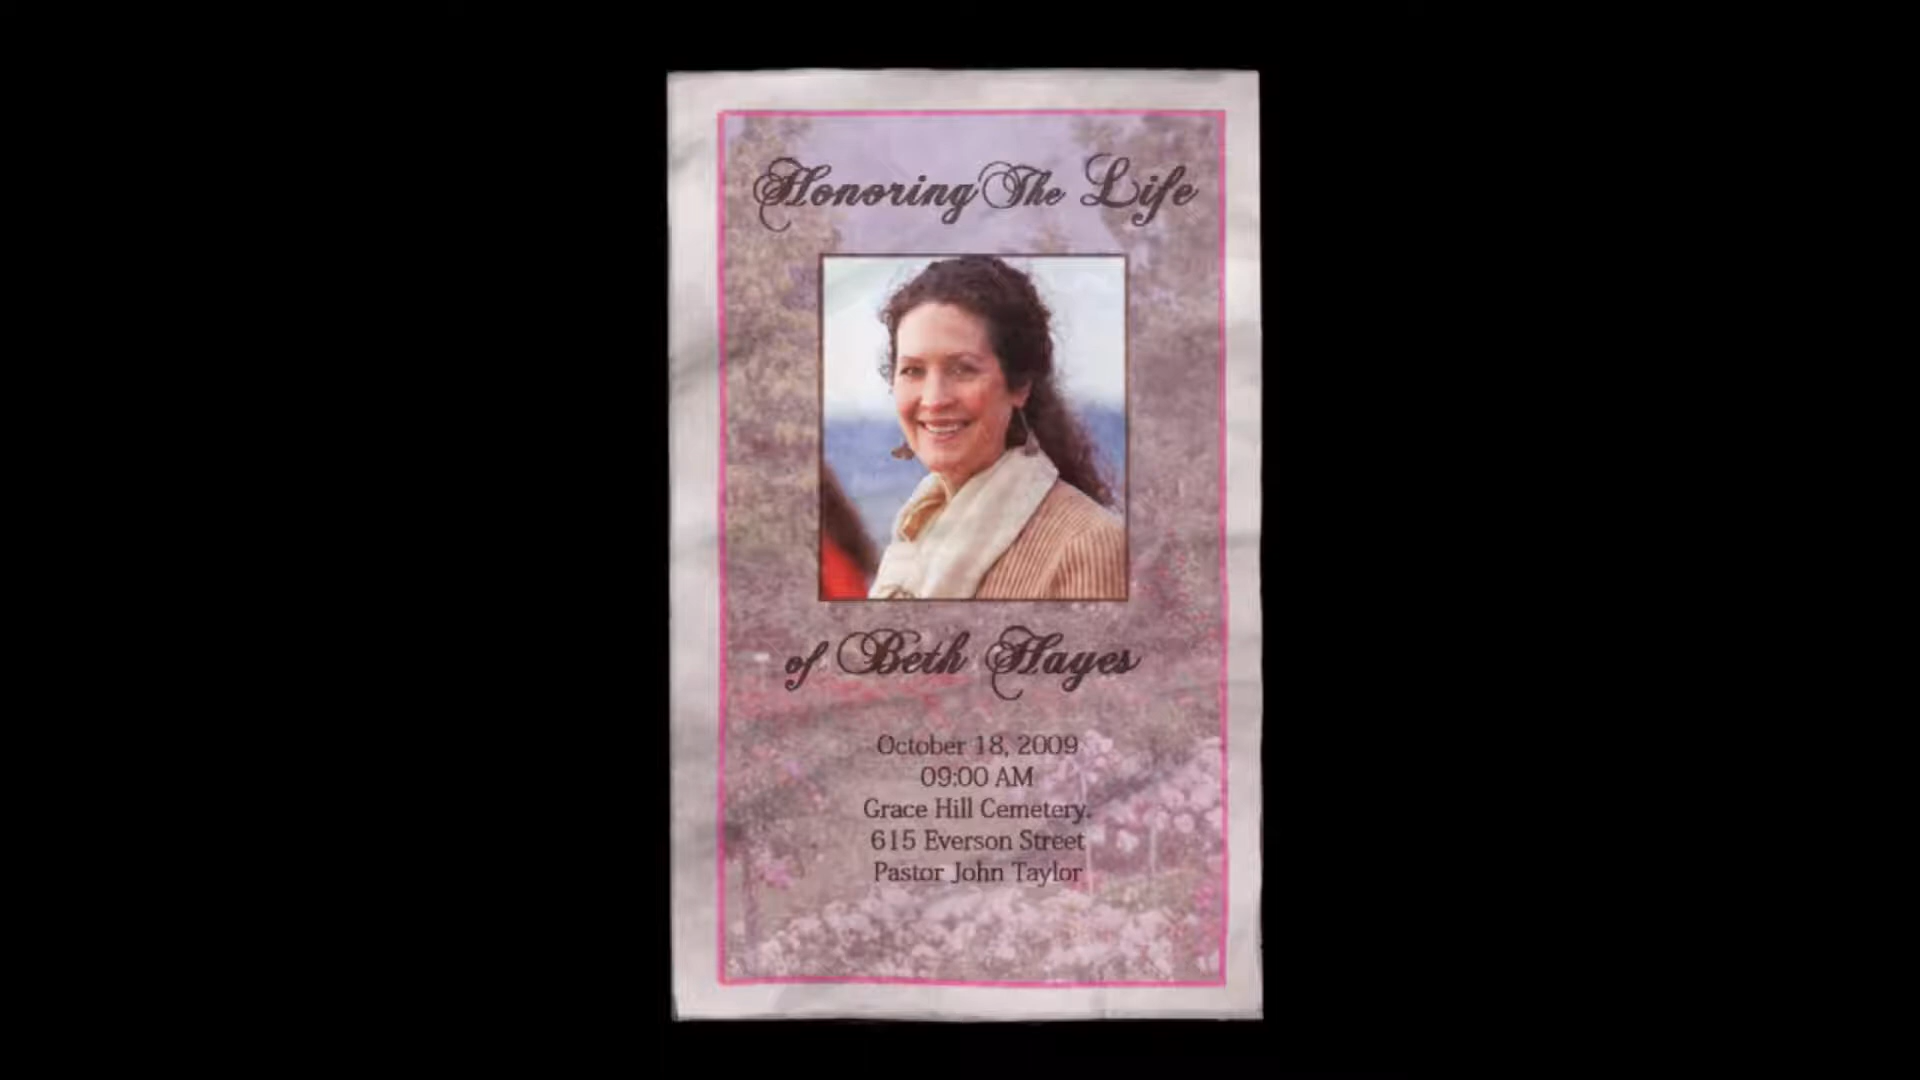 Honoring The Life
of Beth Hayes
October 18, 2009
09:00 AM
Grace Hill Cemetery.
615 Everson Street
Pastor John Taylor